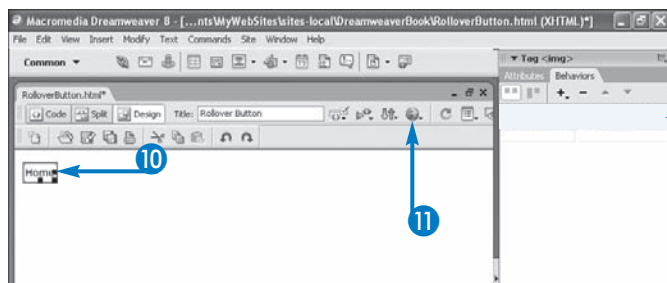 Macromedia Dreamweaver 8 - [...nts\MyWebSites\sites-local\DreamweaverBook\RolloverButton.html (XHTML)*]
File Edit View Insert Modify Text Commands Site Window Help
Common
Tag <img>
Attributes Behaviors
RolloverButton.html*
Code Split Design Title: Rollover Button
Home
10
11